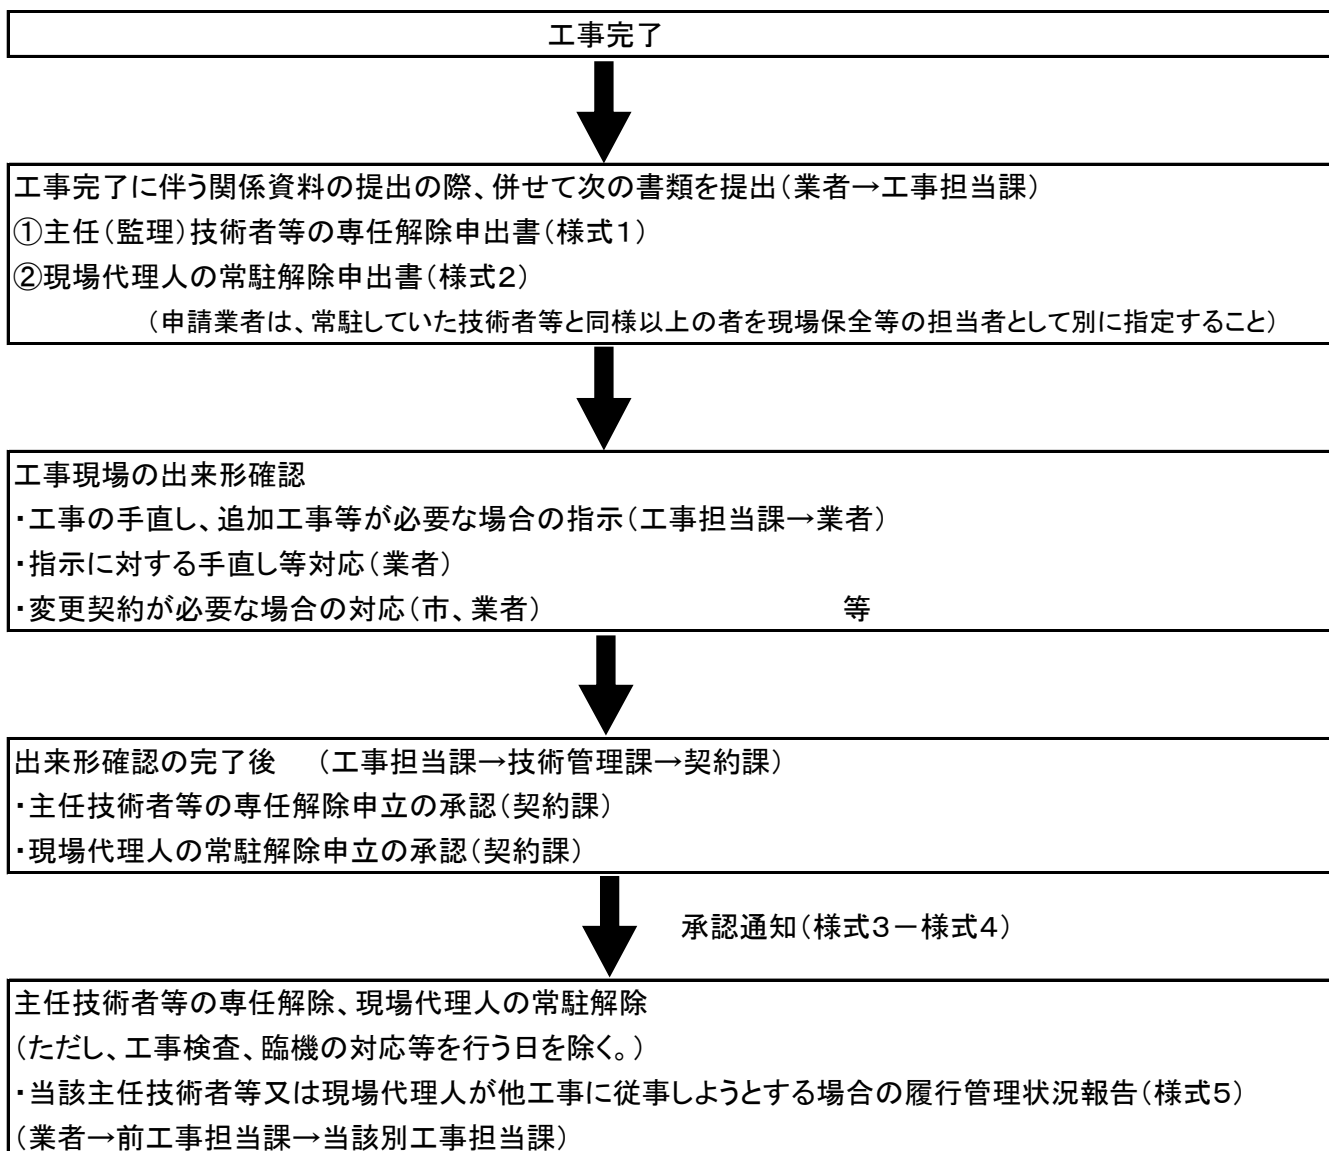 工事完了
工事完了に伴う関係資料の提出の際、併せて次の書類を提出（業者→工事担当課）
①主任（監理）技術者等の専任解除申出書（様式１）
②現場代理人の常駐解除申出書（様式２）
（申請業者は、常駐していた技術者等と同様以上の者を現場保全等の担当者として別に指定すること）
工事現場の出来形確認
・工事の手直し、追加工事等が必要な場合の指示（工事担当課→業者）
・指示に対する手直し等対応（業者）
・変更契約が必要な場合の対応（市、業者）　　　　　　　　　　等
出来形確認の完了後　（工事担当課→技術管理課→契約課）
・主任技術者等の専任解除申立の承認（契約課）
・現場代理人の常駐解除申立の承認（契約課）
承認通知（様式３－様式４）
主任技術者等の専任解除、現場代理人の常駐解除
（ただし、工事検査、臨機の対応等を行う日を除く。）
・当該主任技術者等又は現場代理人が他工事に従事しようとする場合の履行管理状況報告（様式５）
（業者→前工事担当課→当該別工事担当課）